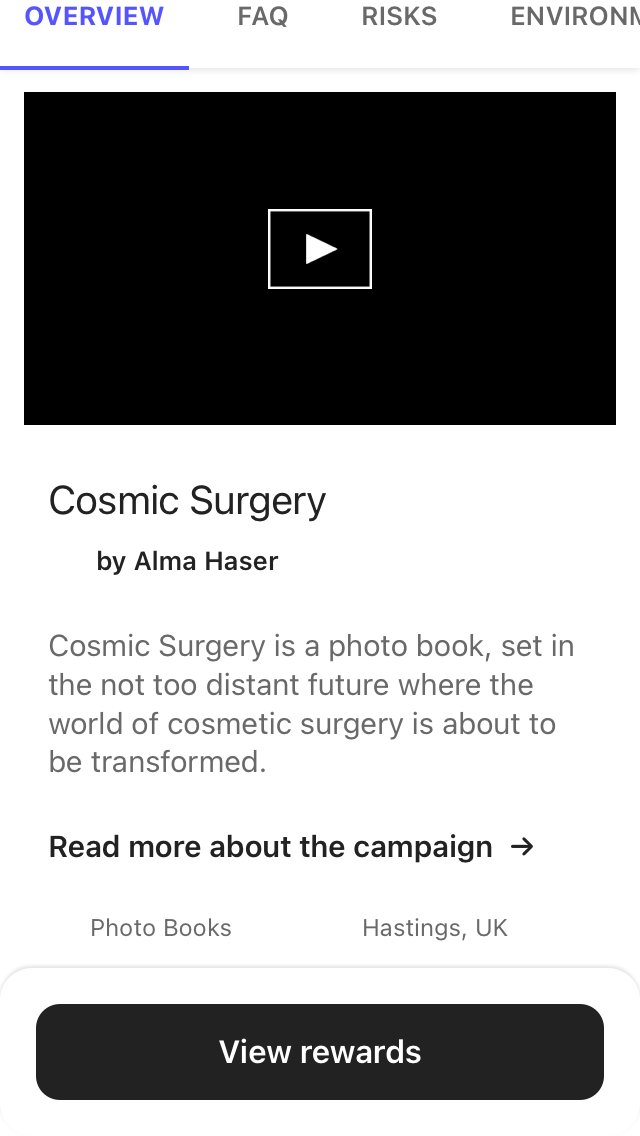 OVERVIEW FAQ RISKS ENVIRONM
Cosmic Surgery
by Alma Haser
Cosmic Surgery is a photo book, set in
the not too distant future where the
world of cosmetic surgery is about to
be transformed.
Read more about the campaign →
Photo Books Hastings, UK
View rewards